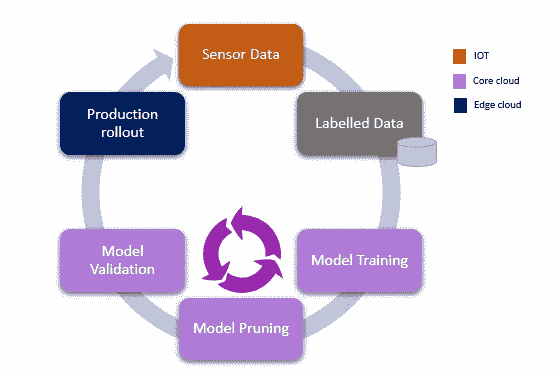 Sensor Data
IOT
Core cloud
Edge cloud
Production
rollout
Labelled Data
Model
Validation
Model Training
Model Pruning